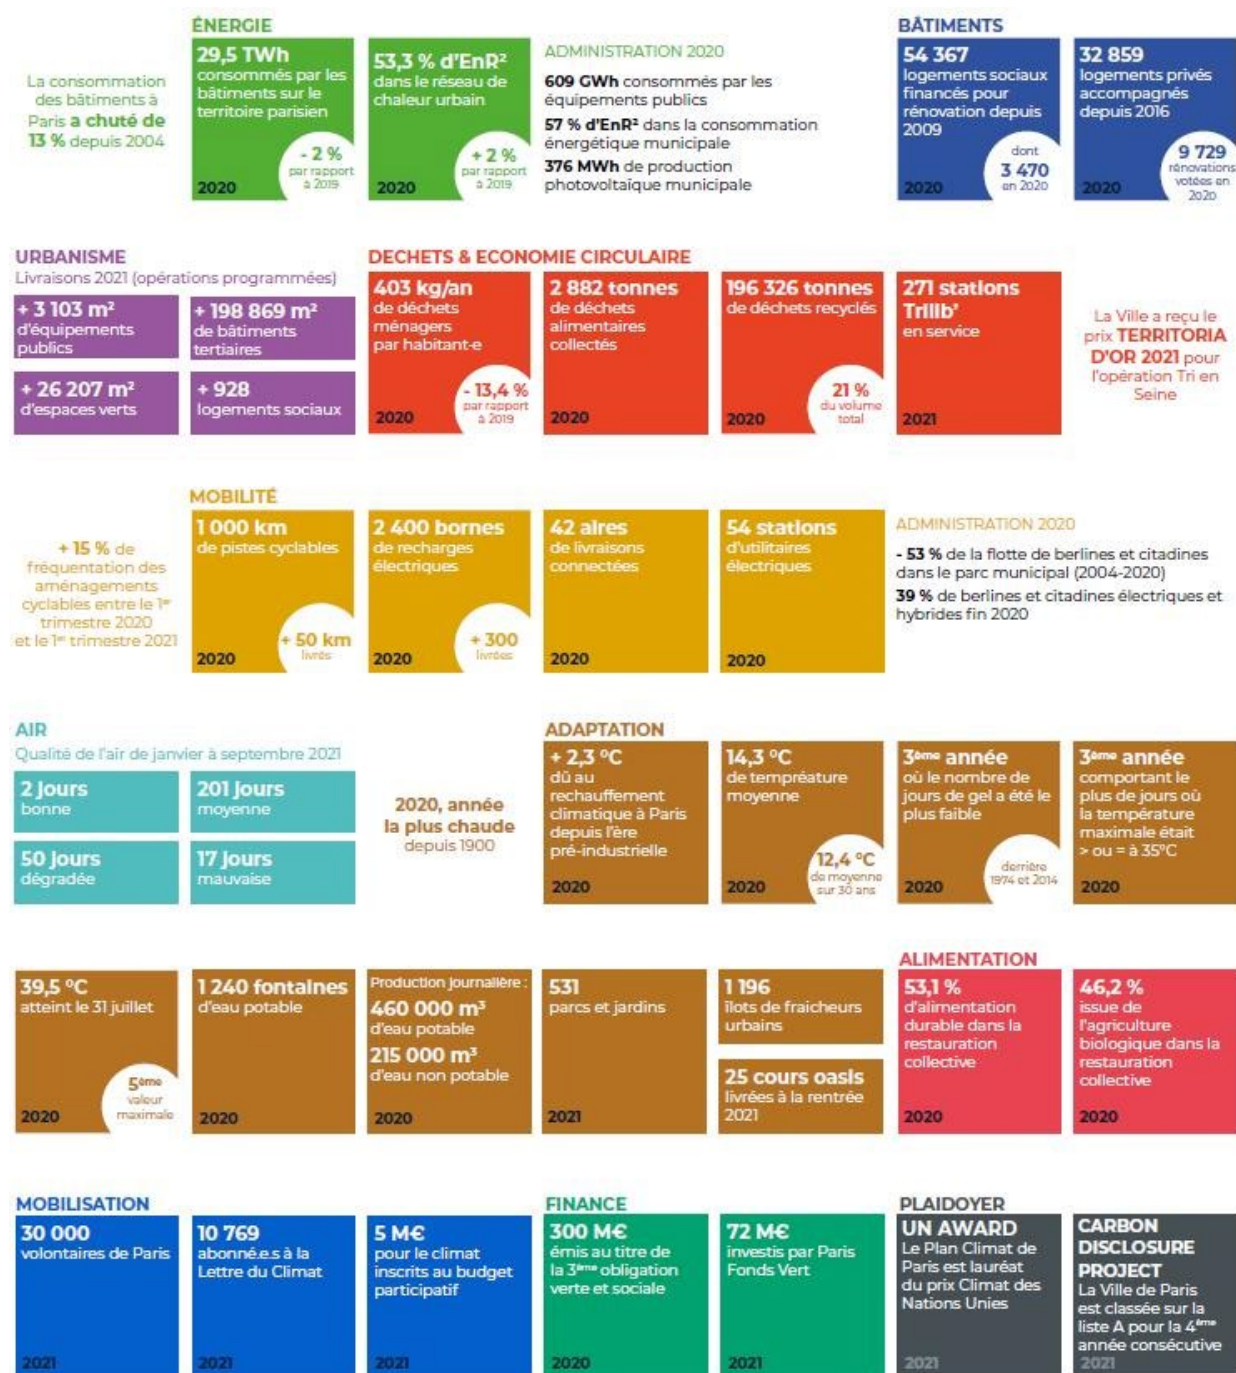 ÉNERGIE
La consommation
des bâtiments à
Paris a chuté de
13 % depuis 2004
29,5 TWh
consommés par les
bâtiments sur le
territoire parisien
- 2 %
par rapport
à 2019
2020
53,3 % d'EnR²
dans le réseau de
chaleur urbain
+ 2 %
par rapport
à 2019
2020
ADMINISTRATION 2020
609 GWh consommés par les
équipements publics
57 % d'EnR² dans la consommation
énergétique municipale
376 MWh de production
photovoltaïque municipale
BÂTIMENTS
54 367
logements sociaux
financés pour
rénovation depuis
2009
dont
3 470
en 2020
2020
32 859
logements privés
accompagnés
depuis 2016
9 729
rénovations
votées en
2020
2020
URBANISME
Livraisons 2021 (opérations programmées)
+ 3 103 m²
d'équipements
publics
+ 198 869 m²
de bâtiments
tertiaires
+ 26 207 m²
d'espaces verts
+ 928
logements sociaux
DECHETS & ECONOMIE CIRCULAIRE
403 kg/an
de déchets
ménagers
par habitant·e
- 13,4 %
par rapport
à 2019
2020
2 882 tonnes
de déchets
alimentaires
collectés
2020
196 326 tonnes
de déchets recyclés
21 %
du volume
total
2020
271 stations
Trilib'
en service
2021
La Ville a reçu le
prix TERRITORIA
D'OR 2021 pour
l'opération Tri en
Seine
MOBILITÉ
+ 15 % de
fréquentation des
aménagements
cyclables entre le 1er
trimestre 2020
et le 1er trimestre 2021
1 000 km
de pistes cyclables
+ 50 km
livrés
2020
2 400 bornes
de recharges
électriques
+ 300
livrées
2020
42 aires
de livraisons
connectées
2020
54 stations
d'utilitaires
électriques
2020
ADMINISTRATION 2020
- 53 % de la flotte de berlines et citadines
dans le parc municipal (2004-2020)
39 % de berlines et citadines électriques et
hybrides fin 2020
AIR
Qualité de l'air de janvier à septembre 2021
2 jours
bonne
201 jours
moyenne
50 jours
dégradée
17 jours
mauvaise
2020, année
la plus chaude
depuis 1900
ADAPTATION
+ 2,3 °C
dû au
rechauffement
climatique à Paris
depuis l'ère
pré-industrielle
2020
14,3 °C
de tempréature
moyenne
12,4 °C
de moyenne
sur 30 ans
2020
3ème année
où le nombre de
jours de gel a été le
plus faible
derrière
1974 et 2014
2020
3ème année
comportant le
plus de jours où
la température
maximale était
> ou = à 35°C
2020
39,5 °C
atteint le 31 juillet
5ème
valeur
maximale
2020
1 240 fontaines
d'eau potable
2020
Production journalière :
460 000 m³
d'eau potable
215 000 m³
d'eau non potable
2020
531
parcs et jardins
2021
1 196
îlots de fraicheurs
urbains
25 cours oasis
livrées à la rentrée
2021
ALIMENTATION
53,1 %
d'alimentation
durable dans la
restauration
collective
2020
46,2 %
issue de
l'agriculture
biologique dans la
restauration
collective
2020
MOBILISATION
30 000
volontaires de Paris
2021
10 769
abonné.e.s à la
Lettre du Climat
2021
5 M€
pour le climat
inscrits au budget
participatif
2021
FINANCE
300 M€
émis au titre de
la 3ème obligation
verte et sociale
2020
72 M€
investis par Paris
Fonds Vert
2021
PLAIDOYER
UN AWARD
Le Plan Climat de
Paris est lauréat
du prix Climat des
Nations Unies
2021
CARBON
DISCLOSURE
PROJECT
La Ville de Paris
est classée sur la
liste A pour la 4ème
année consécutive
2021